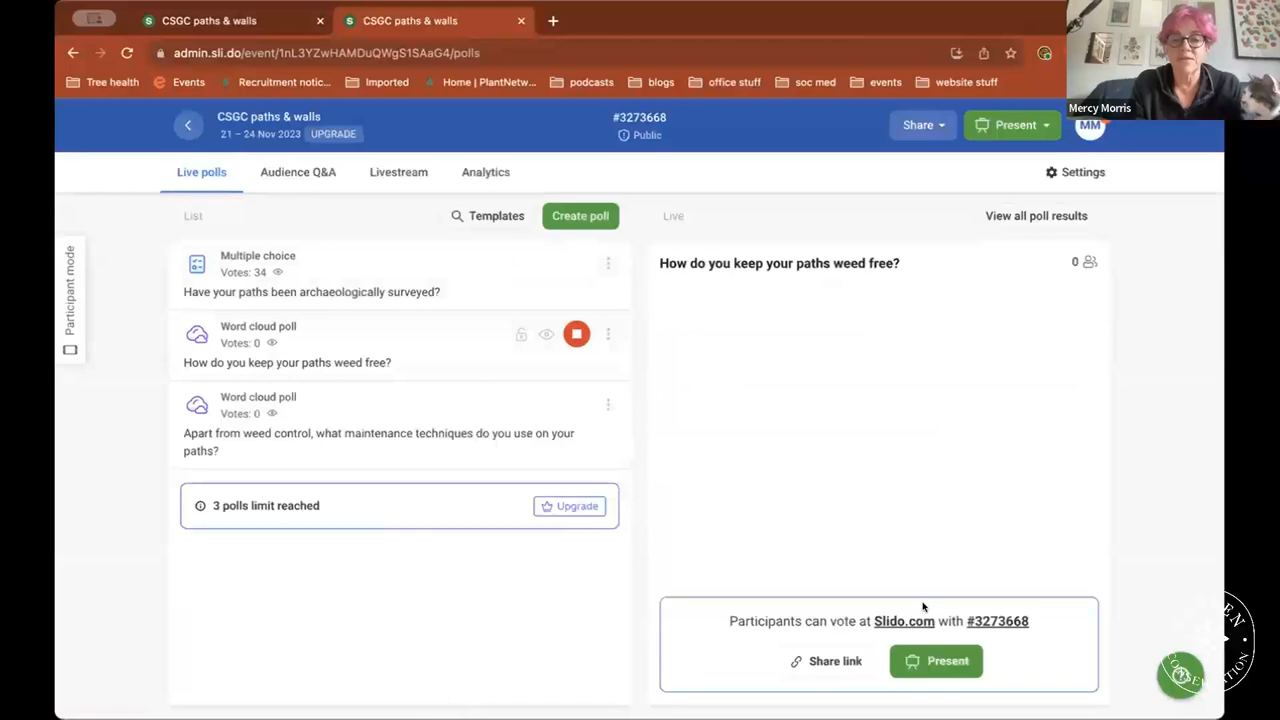 CSGC paths & walls
CSGC paths & walls
admin.sli.do/event/1nL3YZwHAMDuQWgS1SAaG4/polls
Tree health
Events
Recruitment notic...
Imported
Home | PlantNetw...
podcasts
blogs
office stuff
soc med
events
website stuff
Mercy Morris
CSGC paths & walls
21 – 24 Nov 2023 UPGRADE
#3273668
Public
Share
Present
MM
Live polls
Audience Q&A
Livestream
Analytics
Settings
Participant mode
List
Templates
Create poll
Live
View all poll results
Multiple choice
Votes: 34
Have your paths been archaeologically surveyed?
Word cloud poll
Votes: 0
How do you keep your paths weed free?
Word cloud poll
Votes: 0
Apart from weed control, what maintenance techniques do you use on your
paths?
3 polls limit reached
Upgrade
How do you keep your paths weed free?
0
Participants can vote at Slido.com with #3273668
Share link
Present